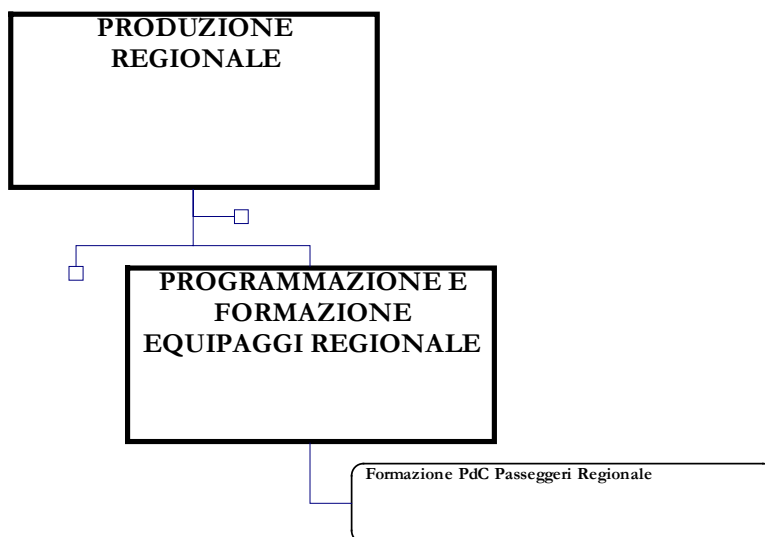 PRODUZIONE
REGIONALE
PROGRAMMAZIONE E
FORMAZIONE
EQUIPAGGI REGIONALE
Formazione PdC Passeggeri Regionale